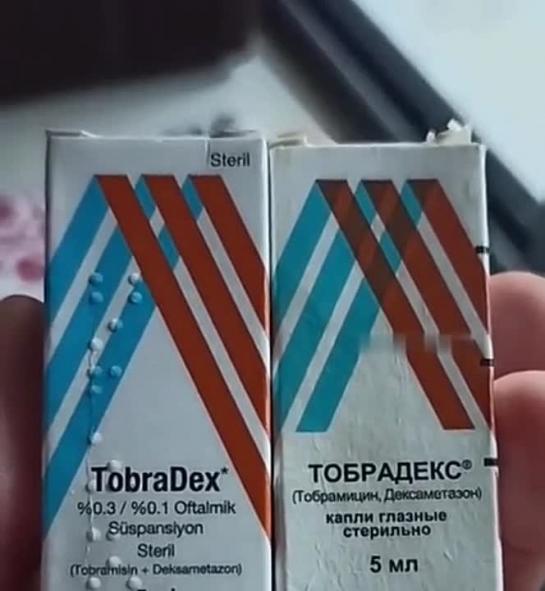 Steril
TobraDex*
%0.3 / %0.1 Oftalmik
Süspansiyon
Steril
(Tobramisin + Deksametazon)
ТОБРАДЕКС®
(Тобрамицин, Дексаметазон)
капли глазные
стерильно
5 мл